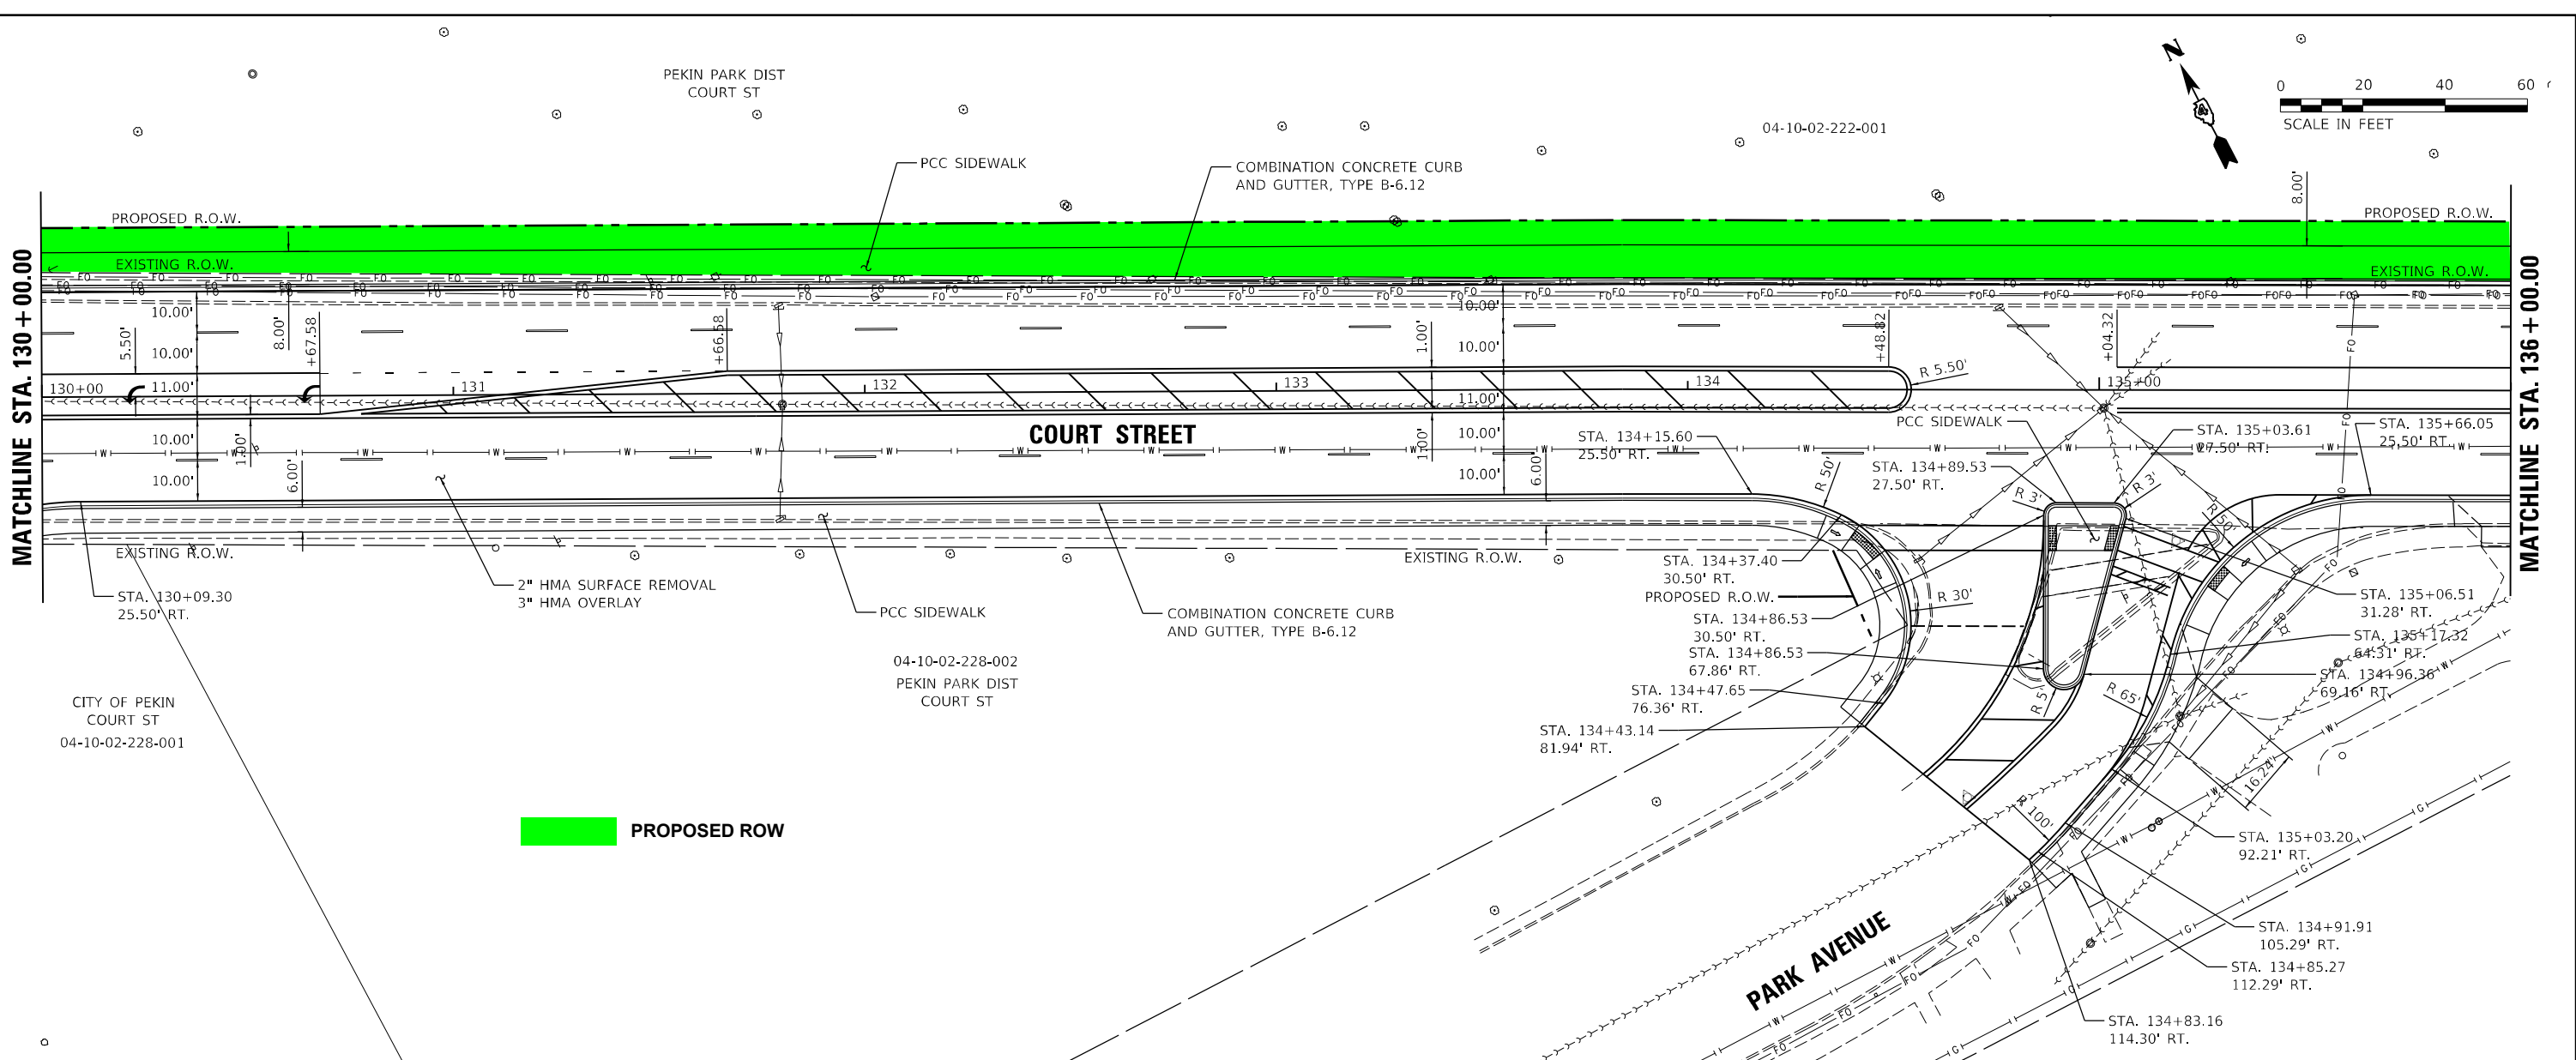 PEKIN PARK DIST
COURT ST
N
0 20 40 60
SCALE IN FEET
04-10-02-222-001
PCC SIDEWALK
COMBINATION CONCRETE CURB
AND GUTTER, TYPE B-6.12
8.00'
PROPOSED R.O.W.
PROPOSED R.O.W.
EXISTING R.O.W.
EXISTING R.O.W.
MATCHLINE STA. 130+00.00
MATCHLINE STA. 136+00.00
10.00'
10.00'
5.50'
8.00'
+67.58
+66.58
1.00'
10.00'
10.00'
+48.82
+04.32
R 5.50'
130+00
11.00'
131
132
133
134
135+00
11.00'
COURT STREET
10.00'
1.00'
10.00'
6.00'
1.00'
10.00'
10.00'
6.00'
PCC SIDEWALK
STA. 134+15.60
25.50' RT.
STA. 135+03.61
27.50' RT.
STA. 135+66.05
25.50' RT.
STA. 134+89.53
27.50' RT.
R 50'
R 3'
R 3'
R 50'
EXISTING R.O.W.
EXISTING R.O.W.
STA. 130+09.30
25.50' RT.
2" HMA SURFACE REMOVAL
3" HMA OVERLAY
PCC SIDEWALK
COMBINATION CONCRETE CURB
AND GUTTER, TYPE B-6.12
STA. 134+37.40
30.50' RT.
PROPOSED R.O.W.
R 30'
STA. 134+86.53
30.50' RT.
STA. 134+86.53
67.86' RT.
STA. 134+47.65
76.36' RT.
STA. 134+43.14
81.94' RT.
STA. 135+06.51
31.28' RT.
STA. 135+17.32
64.31' RT.
STA. 134+96.36
69.16' RT.
R 5'
R 65'
R 100'
16.24'
04-10-02-228-002
PEKIN PARK DIST
COURT ST
CITY OF PEKIN
COURT ST
04-10-02-228-001
PROPOSED ROW
STA. 135+03.20
92.21' RT.
PARK AVENUE
STA. 134+91.91
105.29' RT.
STA. 134+85.27
112.29' RT.
STA. 134+83.16
114.30' RT.